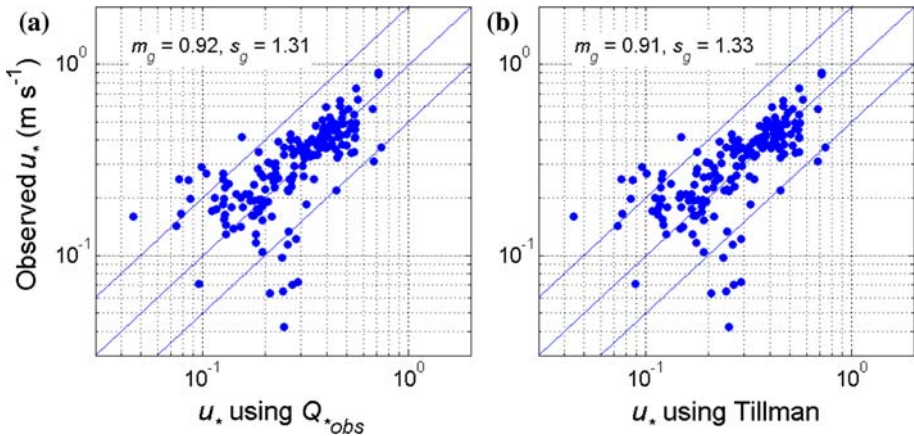 (a)
m_g = 0.92, s_g = 1.31
10^0
10^-1
Observed u_* (m s^-1)
10^-1 10^0
u_* using Q_*obs
(b)
m_g = 0.91, s_g = 1.33
10^0
10^-1
10^-1 10^0
u_* using Tillman